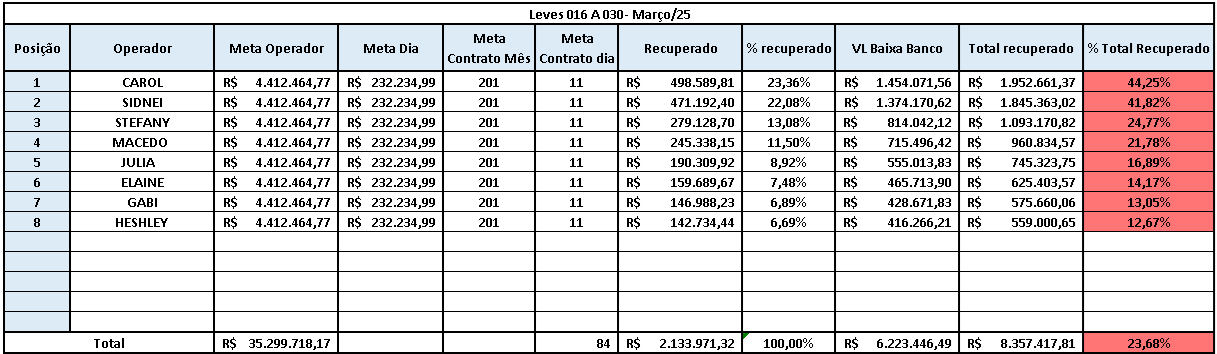 Leves 016 A 030- Março/25
Posição Operador Meta Operador Meta Dia Meta Contrato Mês Meta Contrato dia Recuperado % recuperado VL Baixa Banco Total recuperado % Total Recuperado
1 CAROL R$ 4.412.464,77 R$ 232.234,99 201 11 R$ 498.589,81 23,36% R$ 1.454.071,56 R$ 1.952.661,37 44,25%
2 SIDNEI R$ 4.412.464,77 R$ 232.234,99 201 11 R$ 471.192,40 22,08% R$ 1.374.170,62 R$ 1.845.363,02 41,82%
3 STEFANY R$ 4.412.464,77 R$ 232.234,99 201 11 R$ 279.128,70 13,08% R$ 814.042,12 R$ 1.093.170,82 24,77%
4 MACEDO R$ 4.412.464,77 R$ 232.234,99 201 11 R$ 245.338,15 11,50% R$ 715.496,42 R$ 960.834,57 21,78%
5 JULIA R$ 4.412.464,77 R$ 232.234,99 201 11 R$ 190.309,92 8,92% R$ 555.013,83 R$ 745.323,75 16,89%
6 ELAINE R$ 4.412.464,77 R$ 232.234,99 201 11 R$ 159.689,67 7,48% R$ 465.713,90 R$ 625.403,57 14,17%
7 GABI R$ 4.412.464,77 R$ 232.234,99 201 11 R$ 146.988,23 6,89% R$ 428.671,83 R$ 575.660,06 13,05%
8 HESHLEY R$ 4.412.464,77 R$ 232.234,99 201 11 R$ 142.734,44 6,69% R$ 416.266,21 R$ 559.000,65 12,67%
Total R$ 35.299.718,17 84 R$ 2.133.971,32 100,00% R$ 6.223.446,49 R$ 8.357.417,81 23,68%